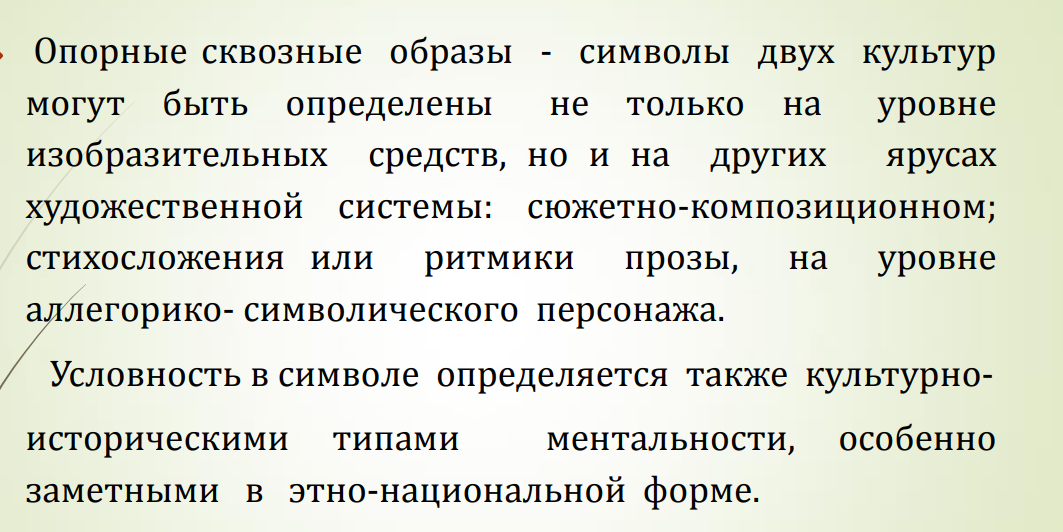 Опорные сквозные образы - символы двух культур
могут быть определены не только на уровне
изобразительных средств, но и на других ярусах
художественной системы: сюжетно-композиционном;
стихосложения или ритмики прозы, на уровне
аллегорико- символического персонажа.
Условность в символе определяется также культурно-
историческими типами ментальности, особенно
заметными в этно-национальной форме.